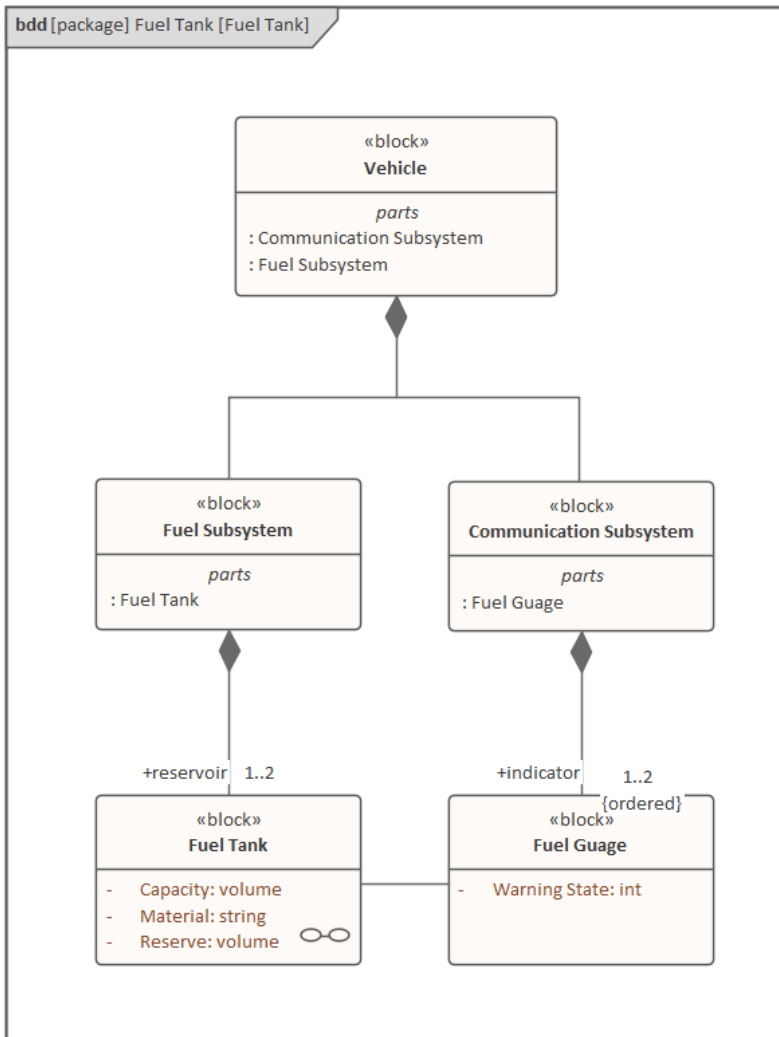 bdd [package] Fuel Tank [Fuel Tank]
«block»
Vehicle
parts
: Communication Subsystem
: Fuel Subsystem
«block»
Fuel Subsystem
parts
: Fuel Tank
«block»
Communication Subsystem
parts
: Fuel Guage
+reservoir 1..2
+indicator 1..2
{ordered}
«block»
Fuel Tank
- Capacity: volume
- Material: string
- Reserve: volume
«block»
Fuel Guage
- Warning State: int